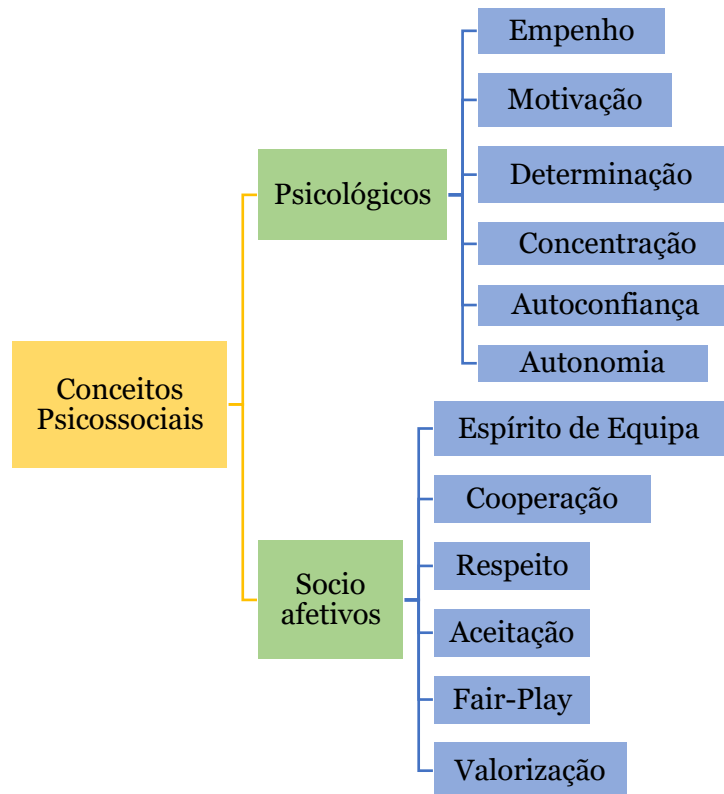 Conceitos
Psicossociais
Psicológicos
Empenho
Motivação
Determinação
Concentração
Autoconfiança
Autonomia
Socio
afetivos
Espírito de Equipa
Cooperação
Respeito
Aceitação
Fair-Play
Valorização